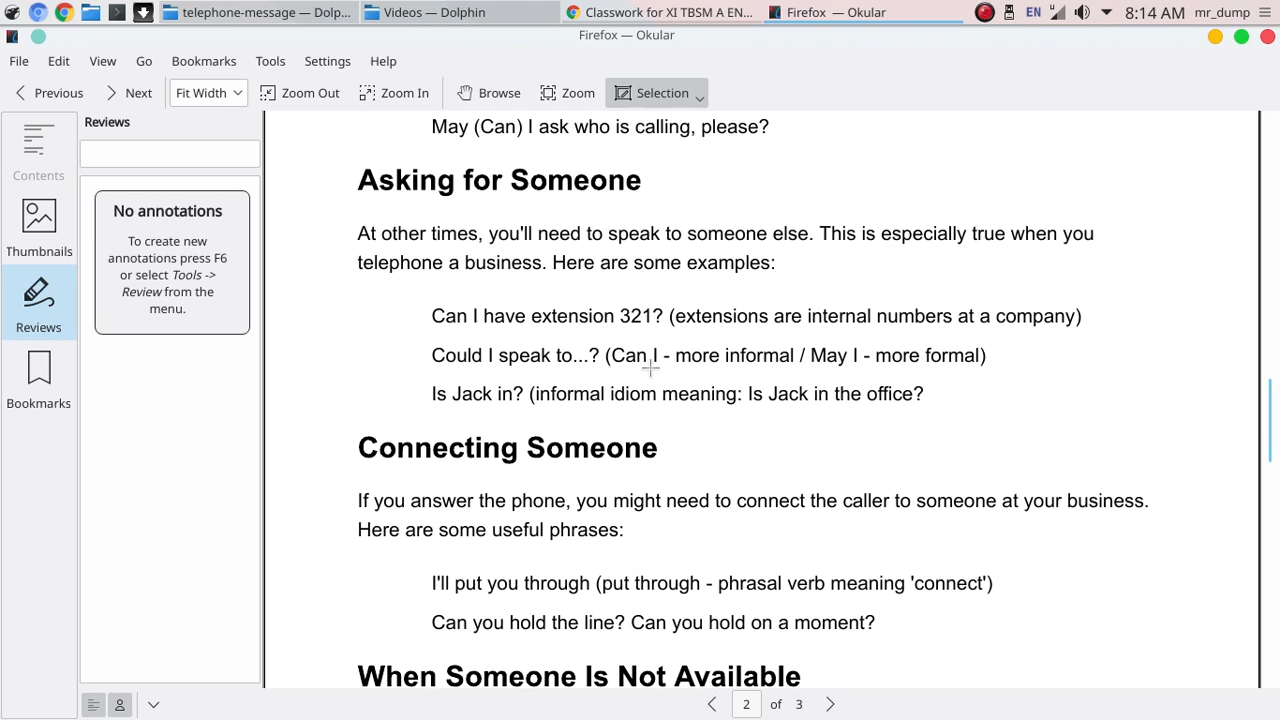 telephone-message — Dolp...
Videos — Dolphin
Classwork for XI TBSM A EN...
Firefox — Okular
EN
8:14 AM
mr_dump
Firefox — Okular
File
Edit
View
Go
Bookmarks
Tools
Settings
Help
Previous
Next
Fit Width
Zoom Out
Zoom In
Browse
Zoom
Selection
Contents
Thumbnails
Reviews
Bookmarks
Reviews
No annotations
To create new
annotations press F6
or select Tools ->
Review from the
menu.
May (Can) I ask who is calling, please?
Asking for Someone
At other times, you'll need to speak to someone else. This is especially true when you
telephone a business. Here are some examples:
Can I have extension 321? (extensions are internal numbers at a company)
Could I speak to...? (Can I - more informal / May I - more formal)
Is Jack in? (informal idiom meaning: Is Jack in the office?
Connecting Someone
If you answer the phone, you might need to connect the caller to someone at your business.
Here are some useful phrases:
I'll put you through (put through - phrasal verb meaning 'connect')
Can you hold the line? Can you hold on a moment?
When Someone Is Not Available
2 of 3